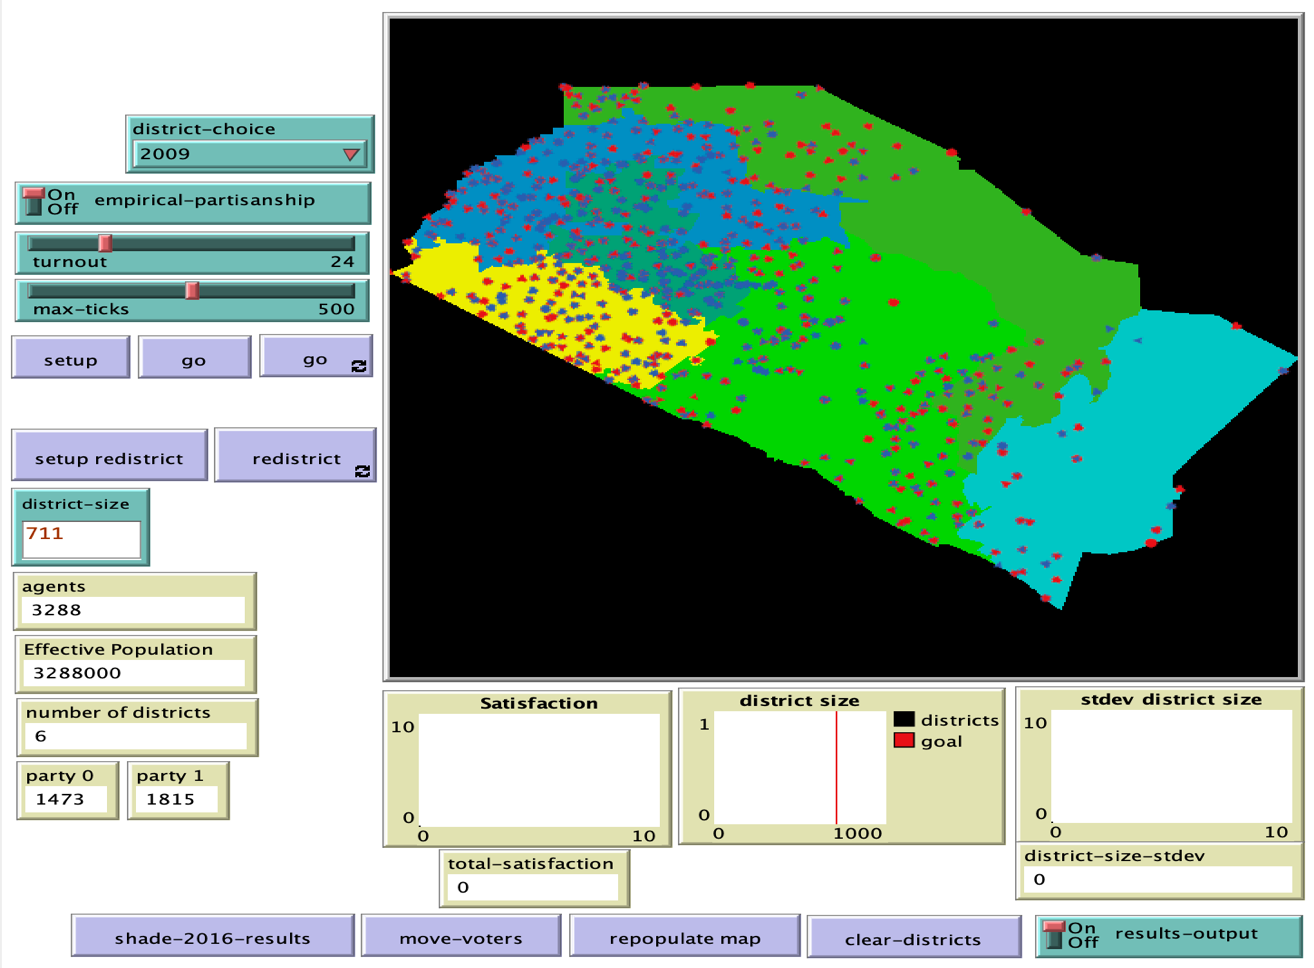 district-choice
2009
On
Off
empirical-partisanship
turnout 24
max-ticks 500
setup
go
go
setup redistrict
redistrict
district-size
711
agents
3288
Effective Population
3288000
number of districts
6
party 0
1473
party 1
1815
Satisfaction
10
0
0 10
district size
1
0
0 1000
districts
goal
stdev district size
10
0
0 10
total-satisfaction
0
district-size-stdev
0
shade-2016-results
move-voters
repopulate map
clear-districts
On
Off
results-output